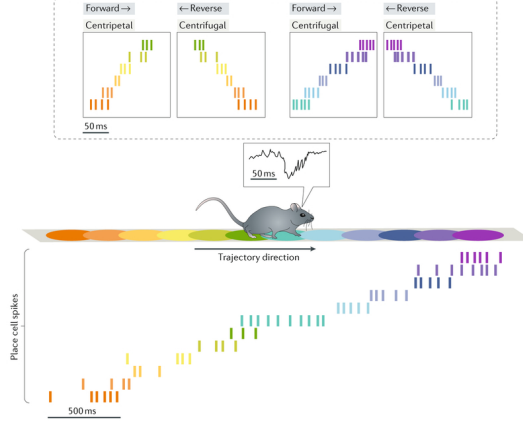 Forward→
←Reverse
Forward→
←Reverse
Centripetal
Centrifugal
Centrifugal
Centripetal
50 ms
50 ms
Trajectory direction
Place cell spikes
500 ms